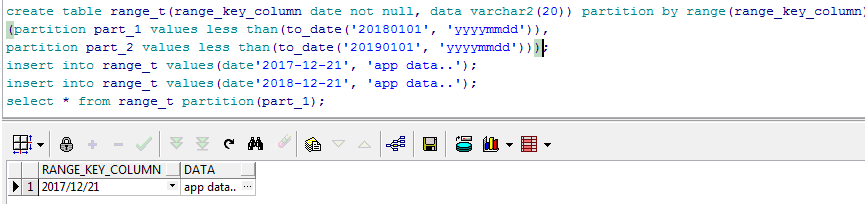 create table range_t(range_key_column date not null, data varchar2(20)) partition by range(range_key_column)
(partition part_1 values less than(to_date('20180101', 'yyyymmdd')),
partition part_2 values less than(to_date('20190101', 'yyyymmdd')));
insert into range_t values(date'2017-12-21', 'app data..');
insert into range_t values(date'2018-12-21', 'app data..');
select * from range_t partition(part_1);
RANGE_KEY_COLUMN DATA
1 2017/12/21 app data.. ...